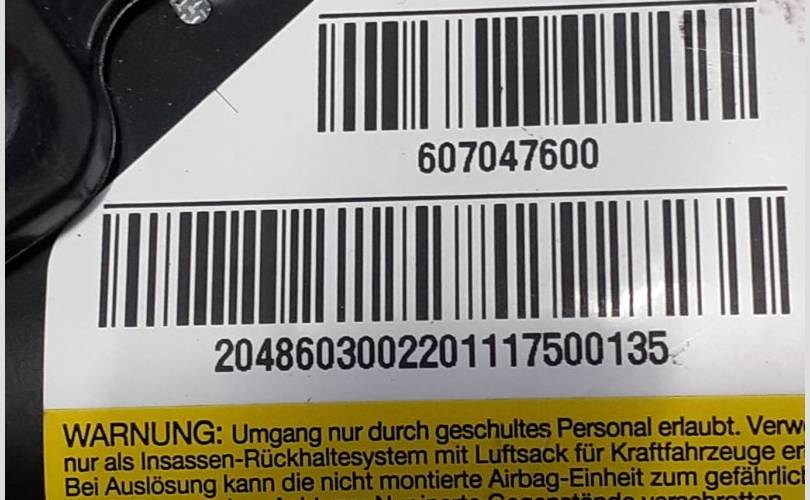 607047600
2048603002201117500135
WARNUNG: Umgang nur durch geschultes Personal erlaubt.
nur als Insassen-Rückhaltesystem mit Luftsack für Kraftfahrzeuge
Bei Auslösung kann die nicht montierte Airbag-Einheit zum